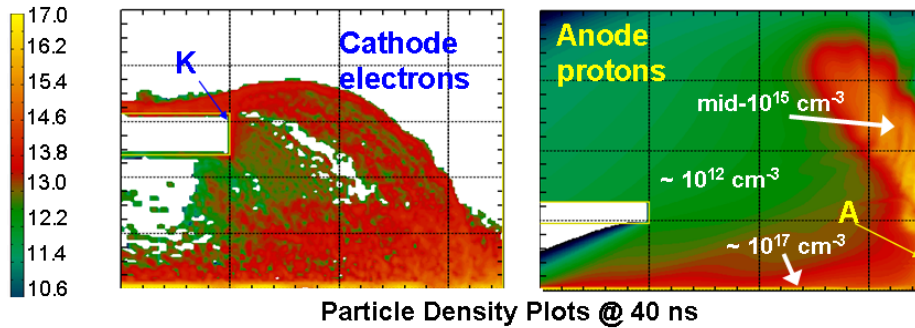 17.0
16.2
15.4
14.6
13.8
13.0
12.2
11.4
10.6
K
Cathode
electrons
Anode
protons
mid-10¹⁵ cm⁻³
~ 10¹² cm⁻³
A
~ 10¹⁷ cm⁻³
Particle Density Plots @ 40 ns